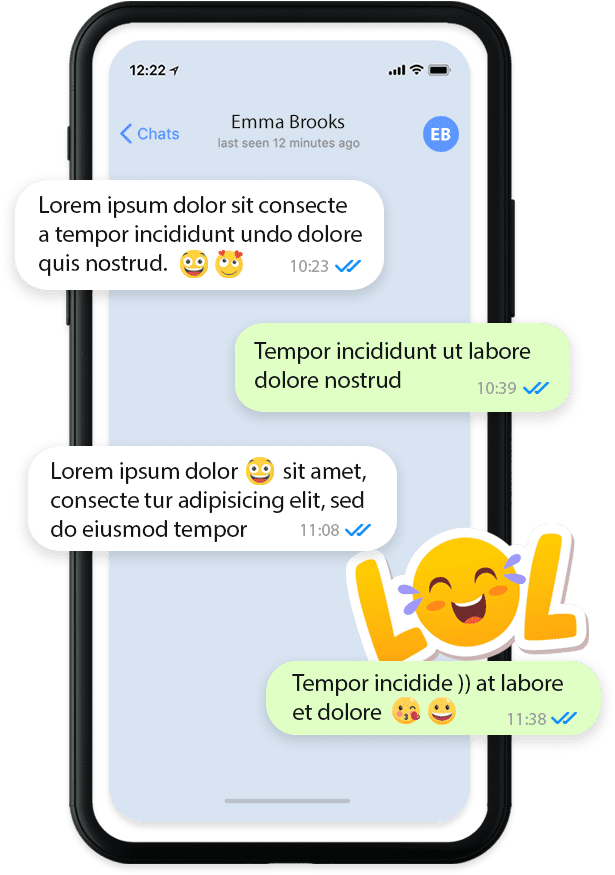 12:22
Chats
Emma Brooks
last seen 12 minutes ago
EB
Lorem ipsum dolor sit consecte
a tempor incididunt undo dolore
quis nostrud. 😀 🥰 10:23
Tempor incididunt ut labore
dolore nostrud 10:39
Lorem ipsum dolor 😀 sit amet,
consecte tur adipisicing elit, sed
do eiusmod tempor 11:08
LOL
Tempor incidide )) at labore
et dolore 😘 😀 11:38